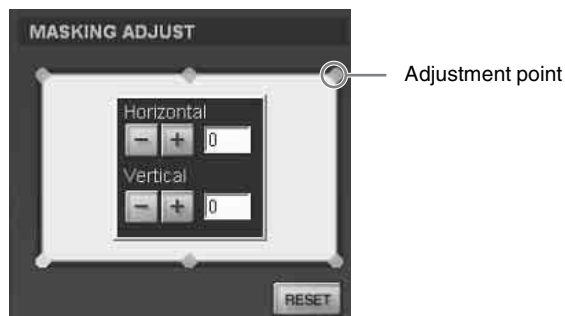 MASKING ADJUST
Adjustment point
Horizontal
− + 0
Vertical
− + 0
RESET